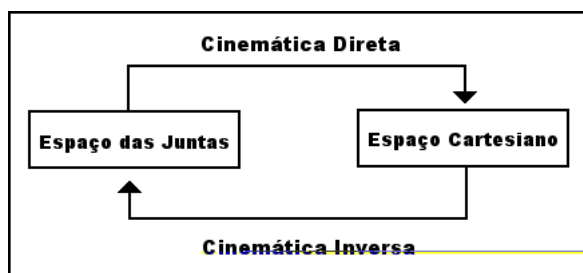 Cinemática Direta
Espaço das Juntas
Espaço Cartesiano
Cinemática Inversa